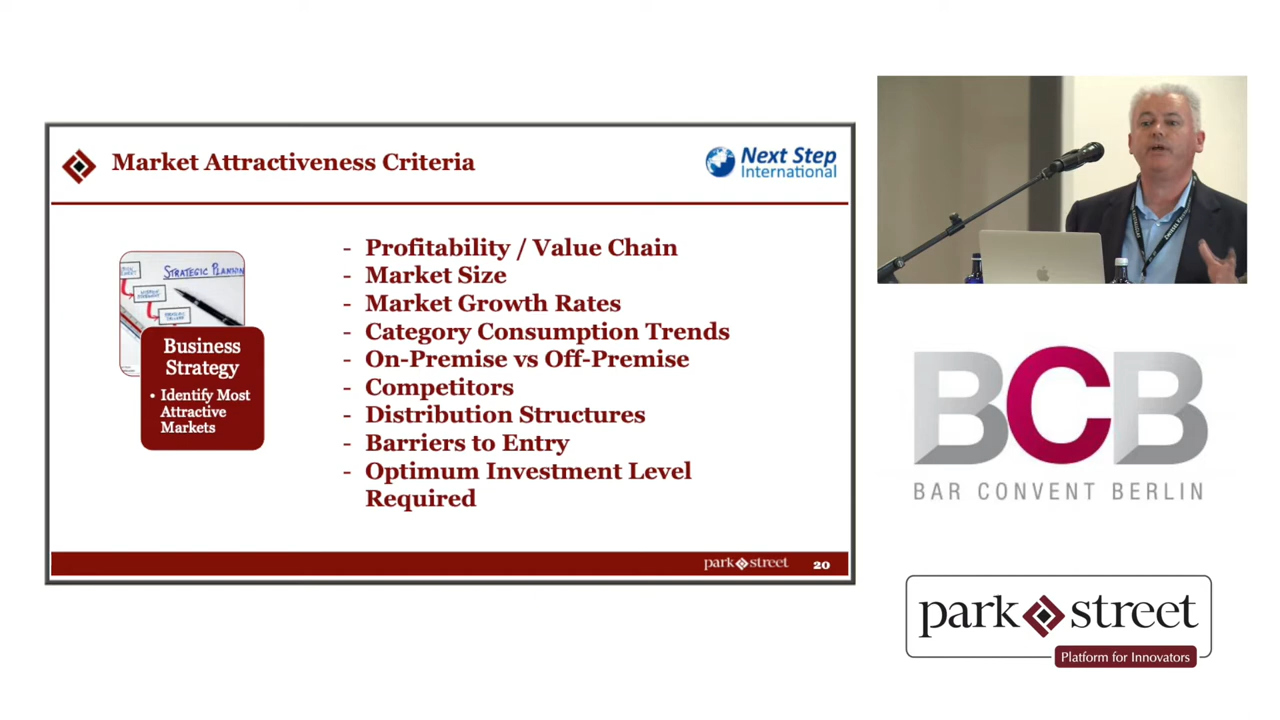 Market Attractiveness Criteria
Next Step
International
STRATEGIC PLANNIN
Business
Strategy
• Identify Most
Attractive
Markets
- Profitability / Value Chain
- Market Size
- Market Growth Rates
- Category Consumption Trends
- On-Premise vs Off-Premise
- Competitors
- Distribution Structures
- Barriers to Entry
- Optimum Investment Level
Required
park street
20
BCB
BAR CONVENT BERLIN
park street
Platform for Innovators